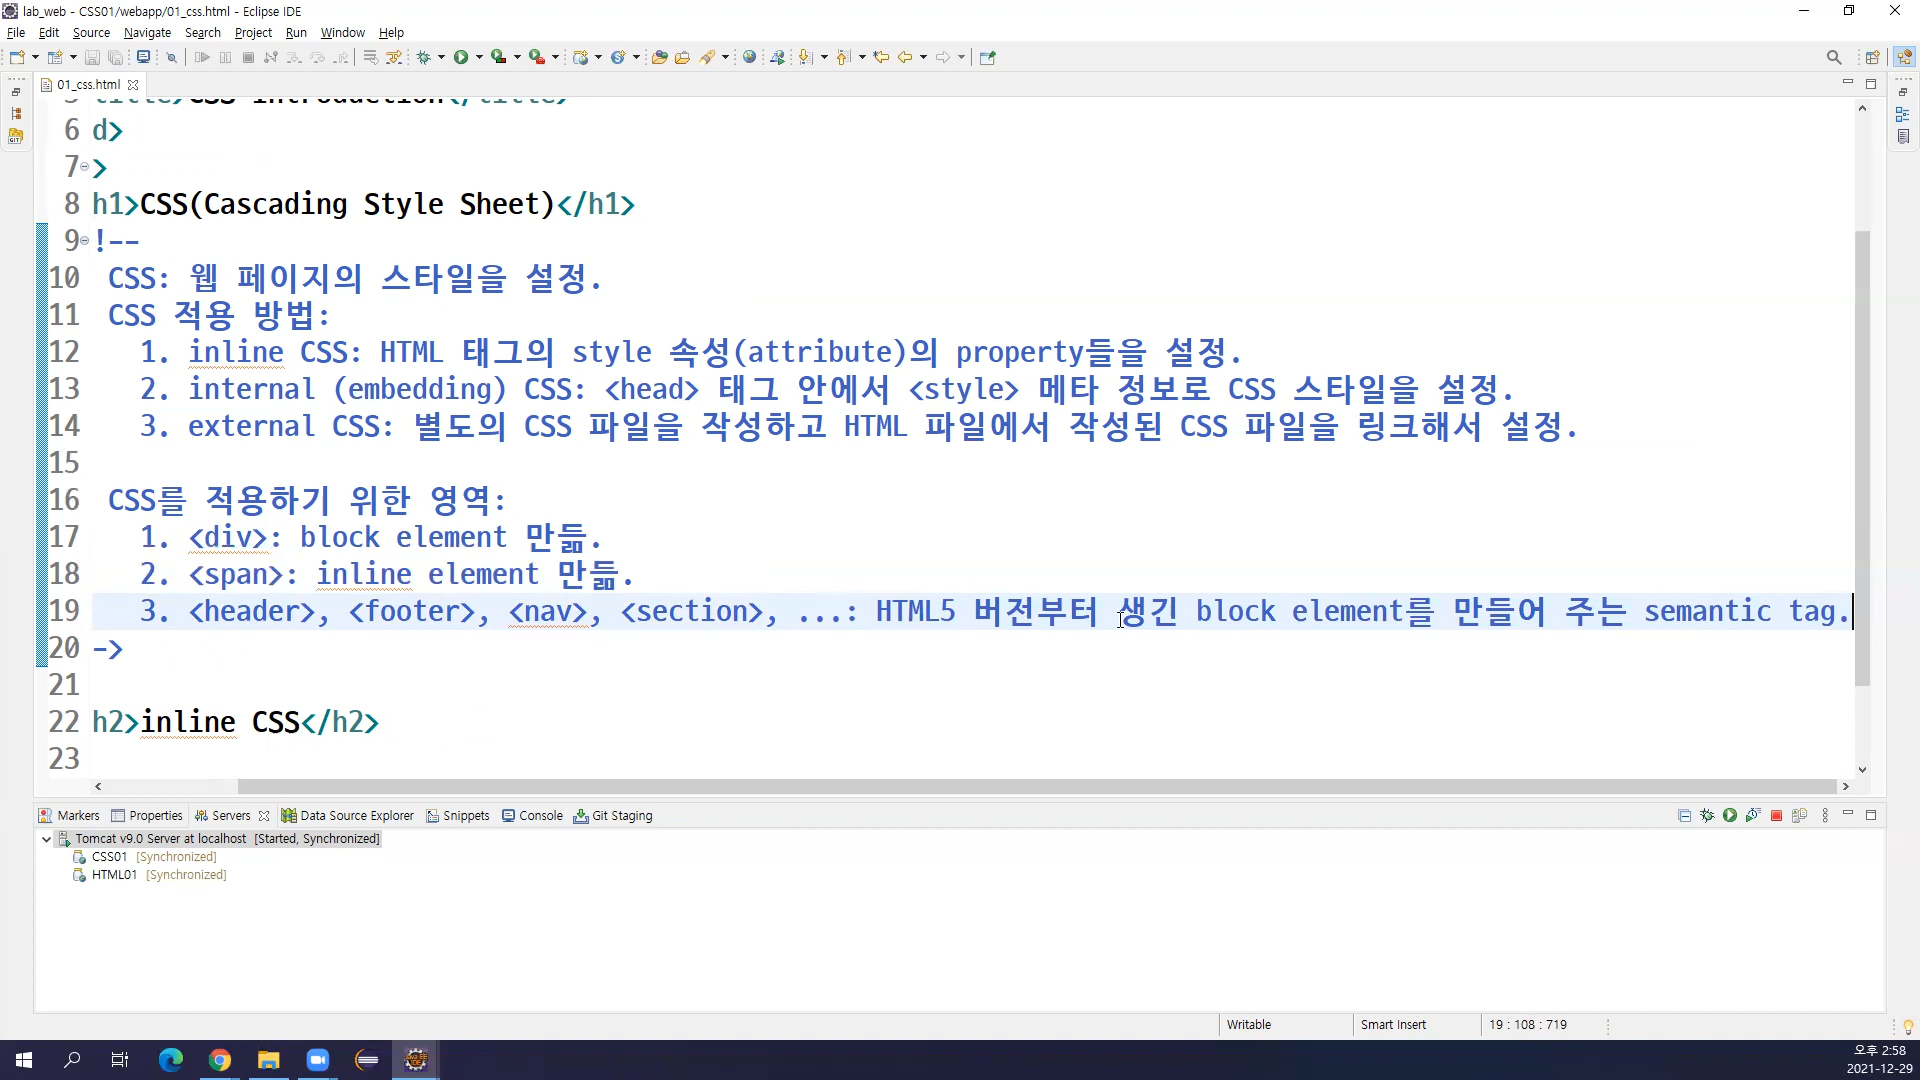 lab_web - CSS01/webapp/01_css.html - Eclipse IDE
File Edit Source Navigate Search Project Run Window Help
01_css.html
5 title>CSS Introduction</title>
6 d>
7 >
8 h1>CSS(Cascading Style Sheet)</h1>
9 !--
10 CSS: 웹 페이지의 스타일을 설정.
11 CSS 적용 방법:
12 1. inline CSS: HTML 태그의 style 속성(attribute)의 property들을 설정.
13 2. internal (embedding) CSS: <head> 태그 안에서 <style> 메타 정보로 CSS 스타일을 설정.
14 3. external CSS: 별도의 CSS 파일을 작성하고 HTML 파일에서 작성된 CSS 파일을 링크해서 설정.
15
16 CSS를 적용하기 위한 영역:
17 1. <div>: block element 만듦.
18 2. <span>: inline element 만듦.
19 3. <header>, <footer>, <nav>, <section>, ...: HTML5 버전부터 생긴 block element를 만들어 주는 semantic tag.
20 ->
21
22 h2>inline CSS</h2>
23
Markers Properties Servers Data Source Explorer Snippets Console Git Staging
Tomcat v9.0 Server at localhost [Started, Synchronized]
CSS01 [Synchronized]
HTML01 [Synchronized]
Writable Smart Insert 19 : 108 : 719
오후 2:58
2021-12-29